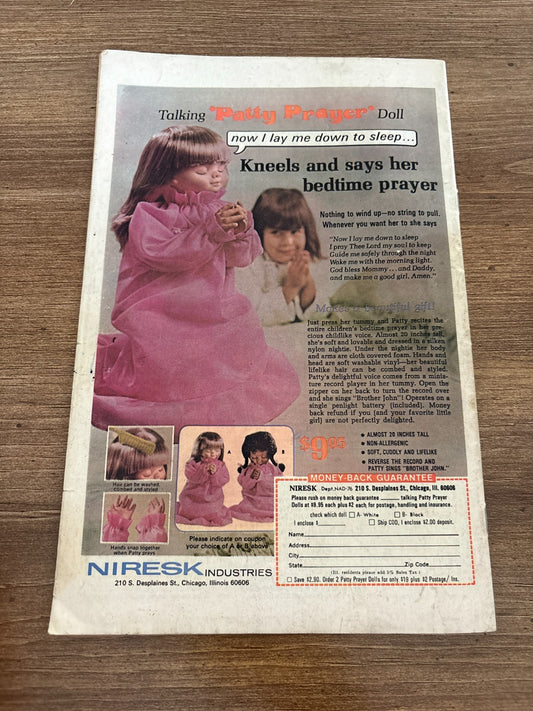 Talking "Patty Prayer" Doll
now I lay me down to sleep...
Kneels and says her
bedtime prayer
Nothing to wind up—no string to pull.
Whenever you want her to she says
"Now I lay me down to sleep
I pray Thee Lord my soul to keep
Guide me safely through the night
Wake me with the morning light.
God bless Mommy . . . and Daddy,
and make me a good girl, Amen."
Makes a beautiful gift!
Just press her tummy and Patty recites the
entire children's bedtime prayer in her pre-
cious childlike voice. Almost 20 inches tall,
she's soft and lovable and dressed in a silken
nylon nightie. Under the nightie her body
and arms are cloth covered foam. Hands and
head are soft washable vinyl—her beautiful
lifelike hair can be combed and styled.
Patty's delightful voice comes from a minia-
ture record player in her tummy. Open the
zipper on her back to turn the record over
and she sings "Brother John"! Operates on a
single penlight battery (included). Money
back refund if you (and your favorite little
girl) are not perfectly delighted.
$9.95
• ALMOST 20 INCHES TALL
• NON-ALLERGENIC
• SOFT, CUDDLY AND LIFELIKE
• REVERSE THE RECORD AND
PATTY SINGS "BROTHER JOHN."
Hair can be washed,
combed and styled
Hands snap together
when Patty prays
A
B
Please indicate on coupon
your choice of A or B above
NIRESK INDUSTRIES
210 S. Desplaines St., Chicago, Illinois 60606
MONEY-BACK GUARANTEE
NIRESK Dept. NAD-76 210 S. Desplaines St., Chicago, Ill. 60606
Please rush on money back guarantee ______ talking Patty Prayer
Dolls at $9.95 each plus $2 each for postage, handling and insurance.
check which doll □ A- White □ B- Black
I enclose $ □ Ship COD, I enclose $2.00 deposit.
Name
Address
City
State Zip Code
(Ill. residents please add 5% Sales Tax)
□ Save $2.90. Order 2 Patty Prayer Dolls for only $19 plus $3 Postage/ Ins.